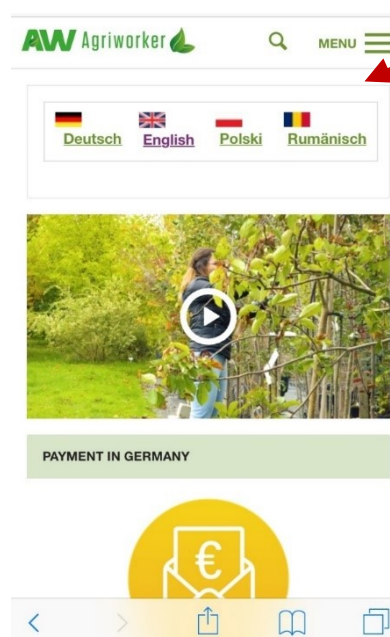 AW Agriworker
MENU
Deutsch English Polski Rumänisch
PAYMENT IN GERMANY
€